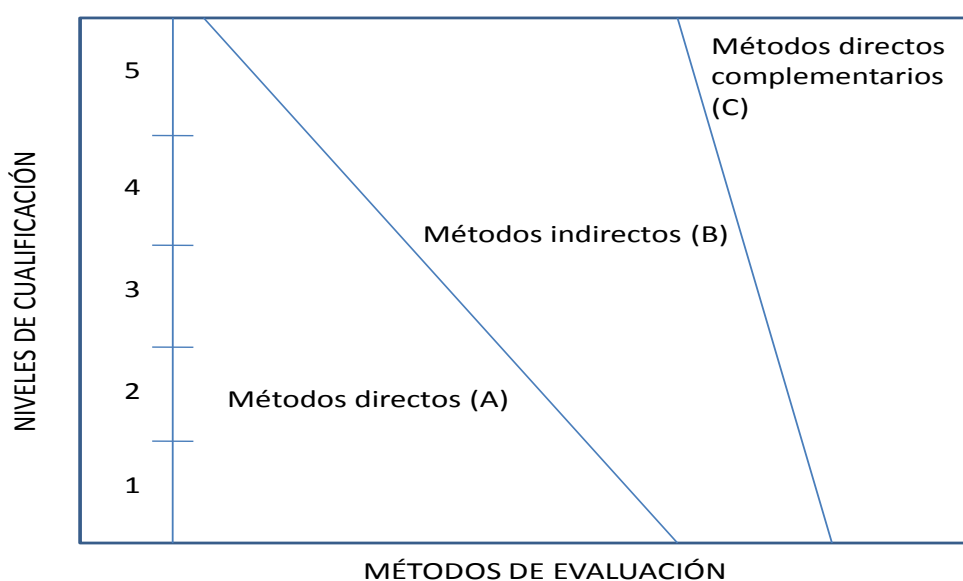 NIVELES DE CUALIFICACIÓN
5
4
3
2
1
Métodos directos
complementarios
(C)
Métodos indirectos (B)
Métodos directos (A)
MÉTODOS DE EVALUACIÓN